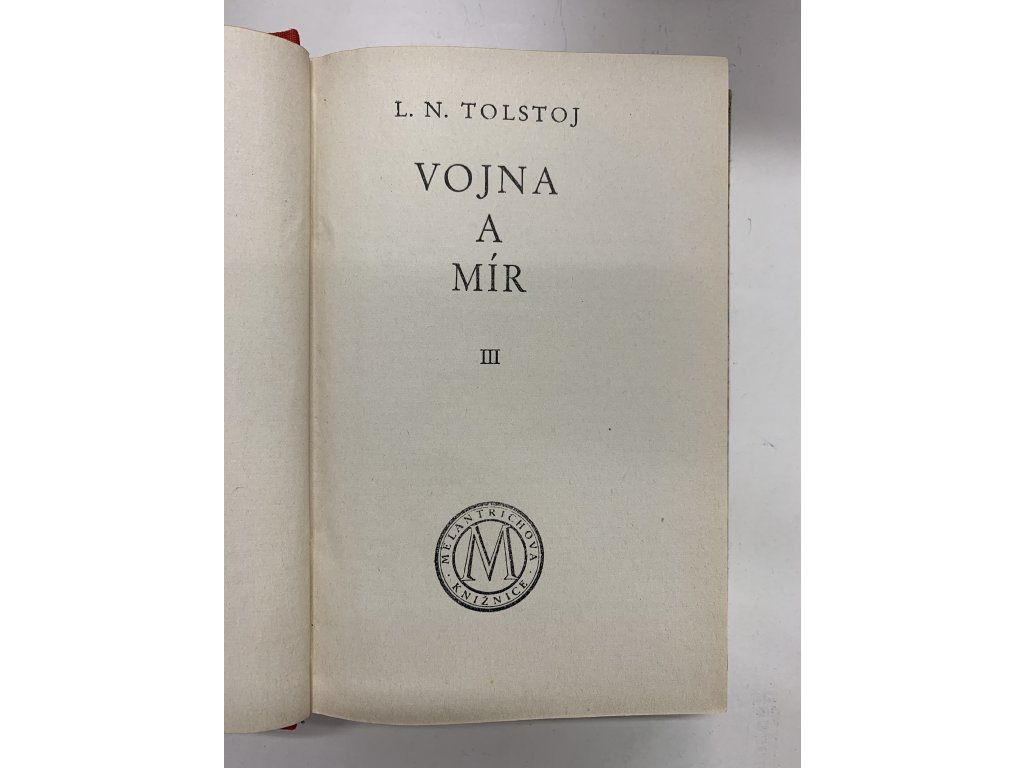 L. N. TOLSTOJ
VOJNA
A
MÍR
III
MELANTRICHOVA
M
· KNIŽNICE ·